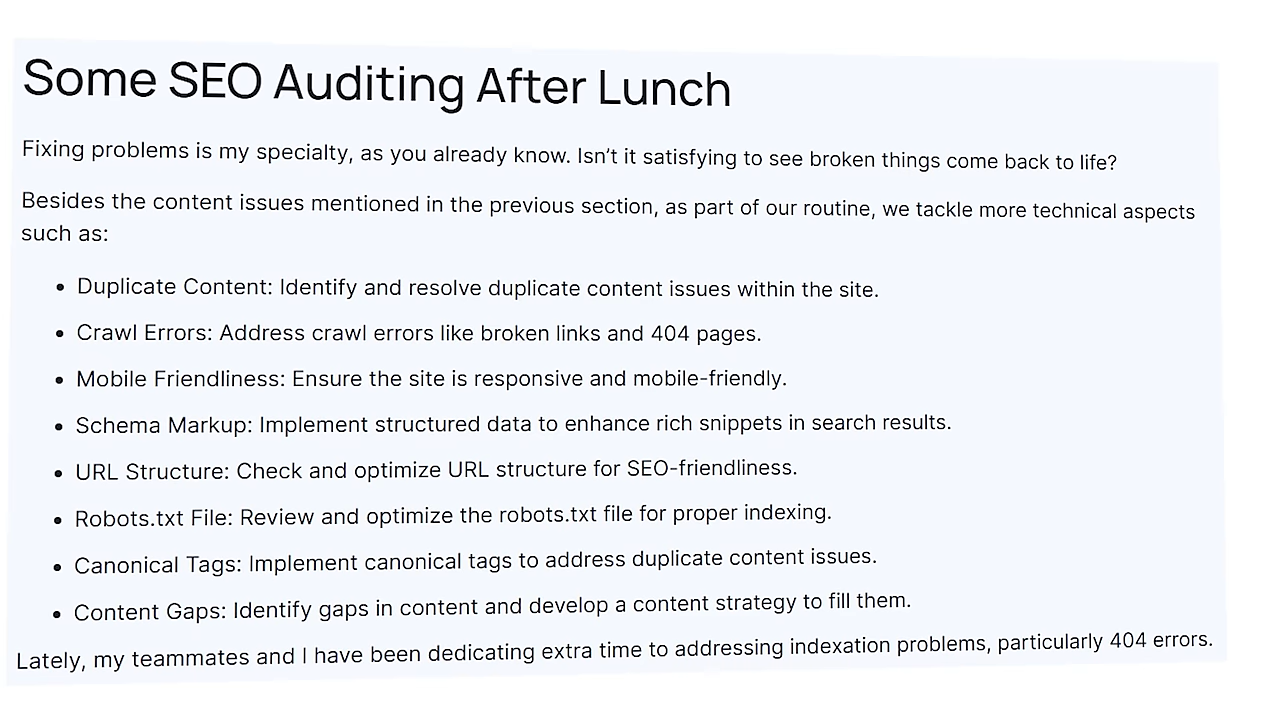 Some SEO Auditing After Lunch
Fixing problems is my specialty, as you already know. Isn’t it satisfying to see broken things come back to life?
Besides the content issues mentioned in the previous section, as part of our routine, we tackle more technical aspects
such as:
• Duplicate Content: Identify and resolve duplicate content issues within the site.
• Crawl Errors: Address crawl errors like broken links and 404 pages.
• Mobile Friendliness: Ensure the site is responsive and mobile-friendly.
• Schema Markup: Implement structured data to enhance rich snippets in search results.
• URL Structure: Check and optimize URL structure for SEO-friendliness.
• Robots.txt File: Review and optimize the robots.txt file for proper indexing.
• Canonical Tags: Implement canonical tags to address duplicate content issues.
• Content Gaps: Identify gaps in content and develop a content strategy to fill them.
Lately, my teammates and I have been dedicating extra time to addressing indexation problems, particularly 404 errors.